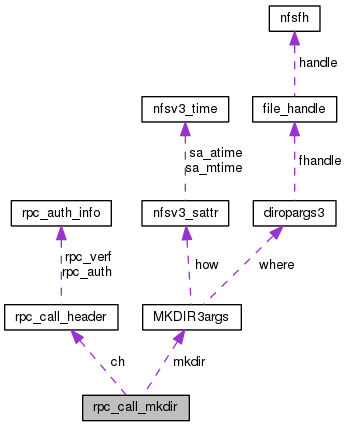 nfsfh
handle
nfsv3_time
file_handle
sa_atime
sa_mtime
fhandle
rpc_auth_info
nfsv3_sattr
diropargs3
rpc_verf
rpc_auth
how
where
rpc_call_header
MKDIR3args
ch
mkdir
rpc_call_mkdir